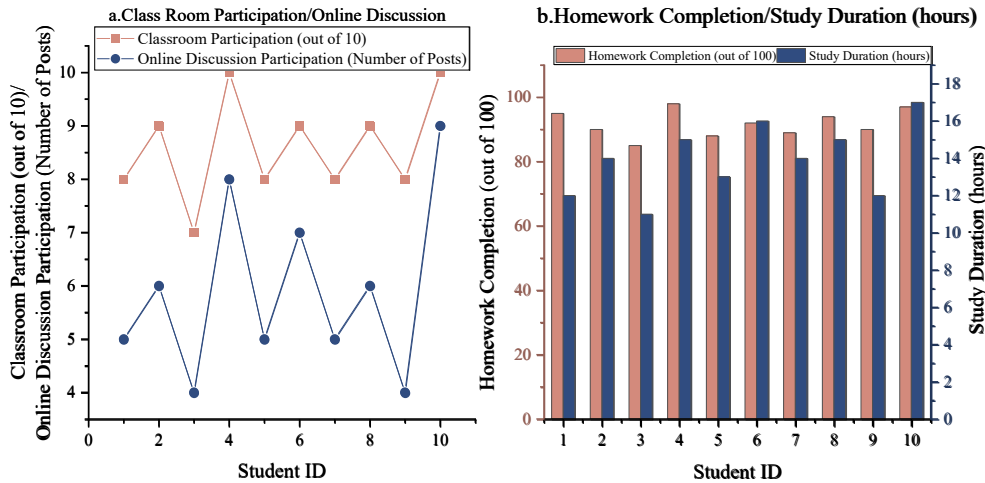 a.Class Room Participation/Online Discussion
Classroom Participation (out of 10)
Online Discussion Participation (Number of Posts)
Classroom Participation (out of 10)/
Online Discussion Participation (Number of Posts)
10
9
8
7
6
5
4
0 2 4 6 8 10
Student ID
b.Homework Completion/Study Duration (hours)
Homework Completion (out of 100)
Study Duration (hours)
Homework Completion (out of 100)
100
80
60
40
20
0
1 2 3 4 5 6 7 8 9 10
Student ID
18
16
14
12
10
8
6
4
2
0
Study Duration (hours)